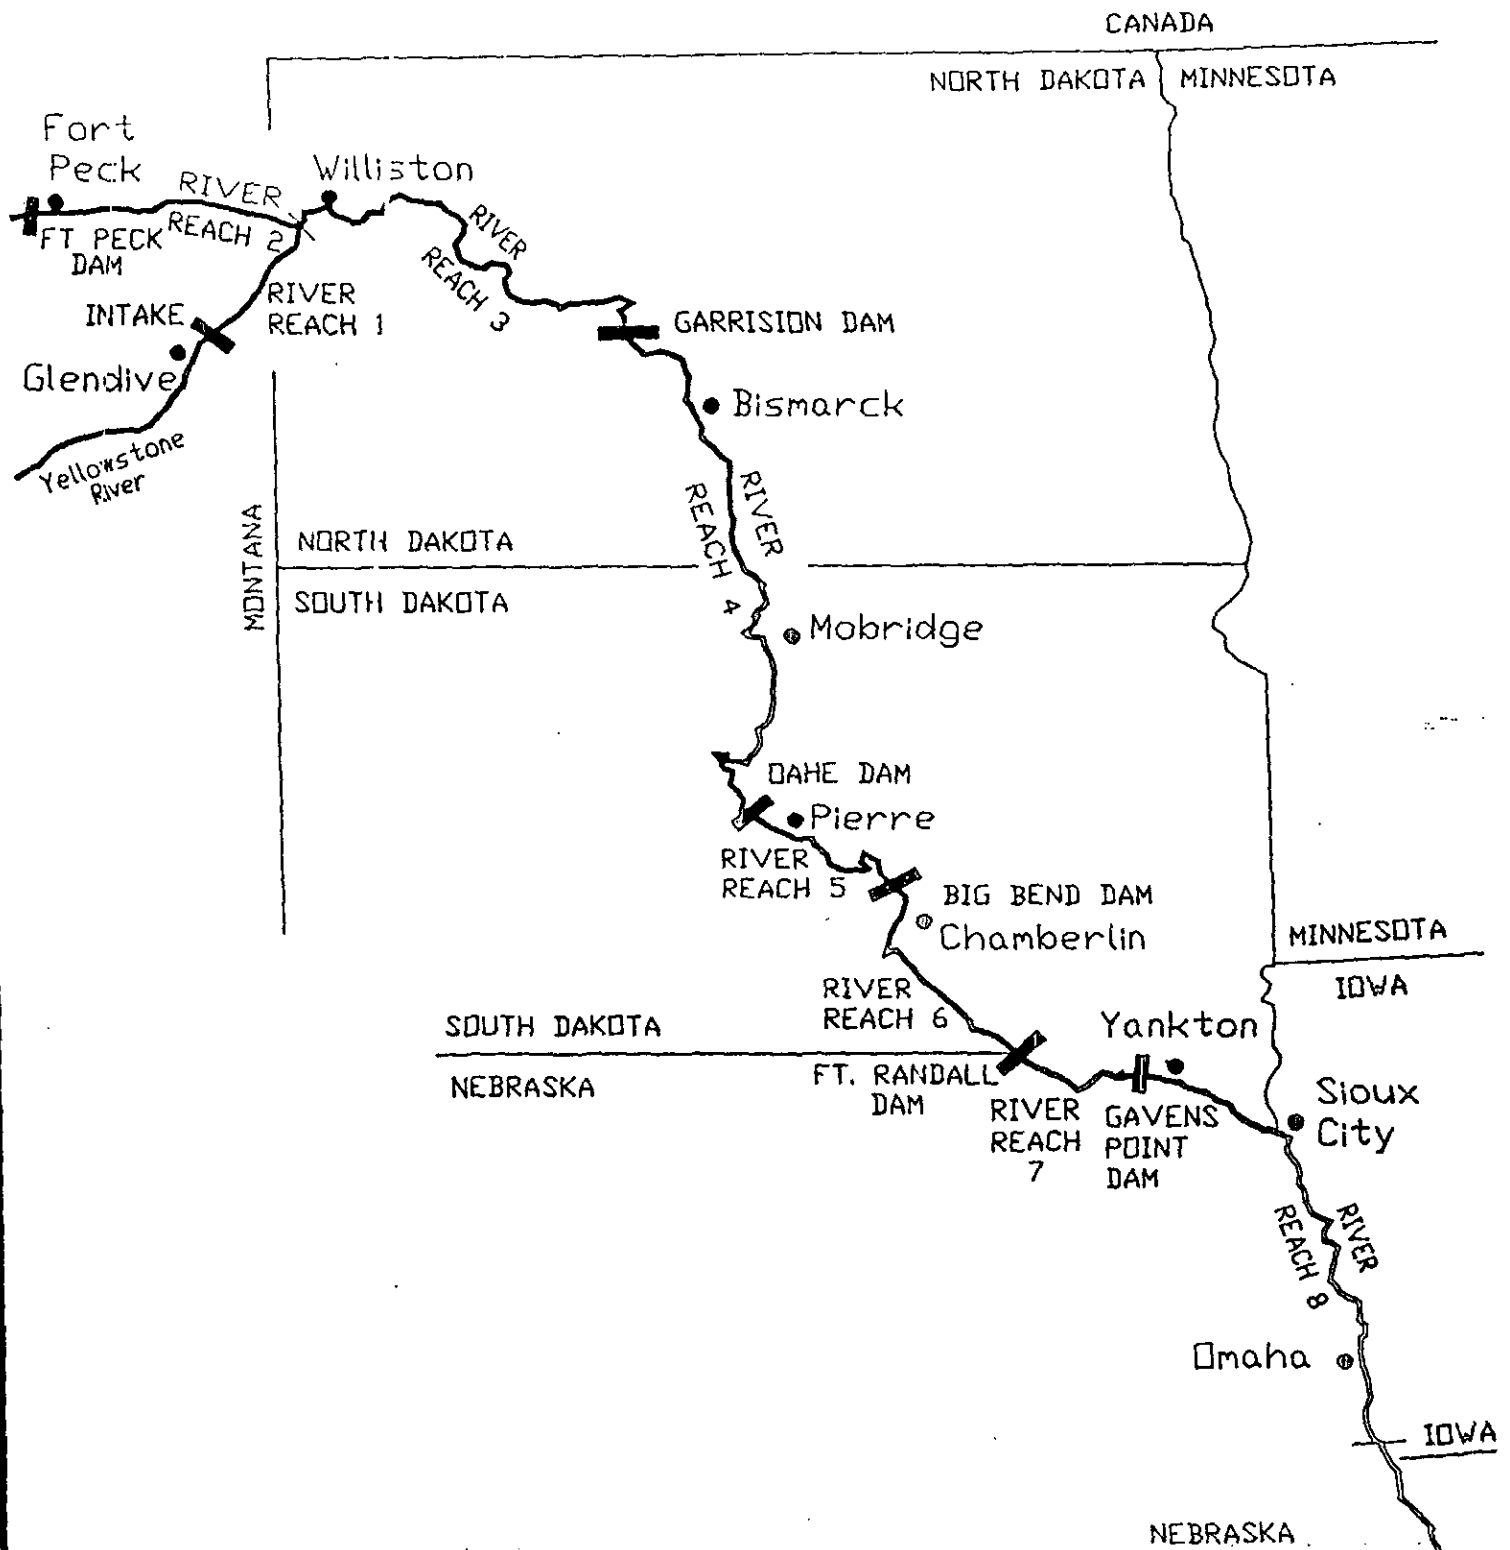 CANADA
NORTH DAKOTA
MINNESOTA
Fort
Peck
Williston
RIVER
REACH 2
FT PECK
DAM
RIVER
REACH 3
INTAKE
RIVER
REACH 1
Glendive
GARRISION DAM
Bismarck
Yellowstone
River
RIVER
REACH 4
MONTANA
NORTH DAKOTA
SOUTH DAKOTA
Mobridge
OAHE DAM
Pierre
RIVER
REACH 5
BIG BEND DAM
Chamberlin
MINNESOTA
IOWA
RIVER
REACH 6
SOUTH DAKOTA
NEBRASKA
Yankton
FT. RANDALL
DAM
RIVER
REACH
7
GAVENS
POINT
DAM
Sioux
City
RIVER
REACH 8
Omaha
IOWA
NEBRASKA